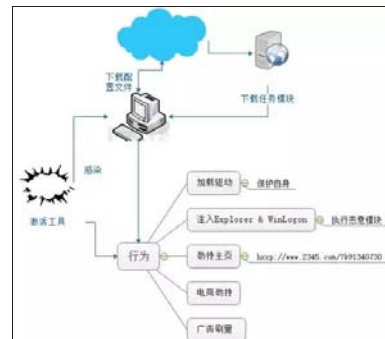 下载配
置文件
下载任务模块
感染
激活工具
加载驱动
保护自身
注入Explorer & WinLogon
执行恶意模块
行为
劫持主页
电商劫持
广告刷量